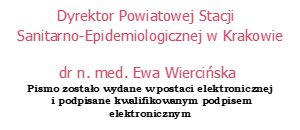 Dyrektor Powiatowej Stacji
Sanitarno-Epidemiologicznej w Krakowie
dr n. med. Ewa Wiercińska
Pismo zostało wydane w postaci elektronicznej
i podpisane kwalifikowanym podpisem
elektronicznym